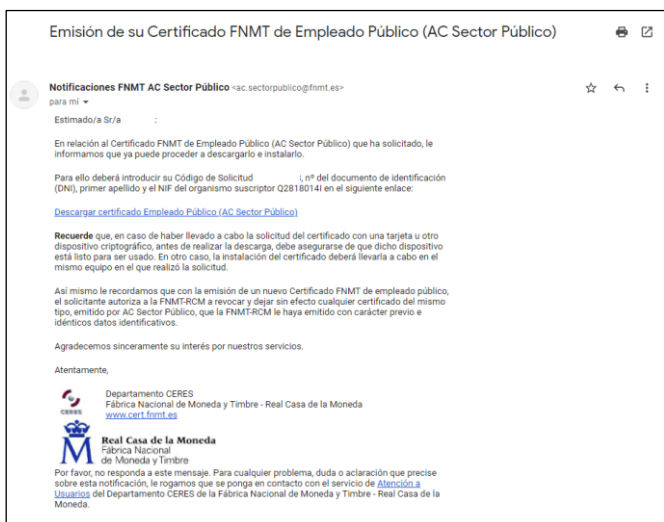 Emisión de su Certificado FNMT de Empleado Público (AC Sector Público)
Notificaciones FNMT AC Sector Público <ac.sectorpublico@fnmt.es>
para mí
Estimado/a Sr/a :
En relación al Certificado FNMT de Empleado Público (AC Sector Público) que ha solicitado, le
informamos que ya puede proceder a descargarlo e instalarlo.
Para ello deberá introducir su Código de Solicitud , nº del documento de identificación
(DNI), primer apellido y el NIF del organismo suscriptor Q2818014I en el siguiente enlace:
Descargar certificado Empleado Público (AC Sector Público)
Recuerde que, en caso de haber llevado a cabo la solicitud del certificado con una tarjeta u otro
dispositivo criptográfico, antes de realizar la descarga, debe asegurarse de que dicho dispositivo
está listo para ser usado. En otro caso, la instalación del certificado deberá llevarla a cabo en el
mismo equipo en el que realizó la solicitud.
Así mismo le recordamos que con la emisión de un nuevo Certificado FNMT de empleado público,
el solicitante autoriza a la FNMT-RCM a revocar y dejar sin efecto cualquier certificado del mismo
tipo, emitido por AC Sector Público, que la FNMT-RCM le haya emitido con carácter previo e
idénticos datos identificativos.
Agradecemos sinceramente su interés por nuestros servicios.
Atentamente,
Departamento CERES
Fábrica Nacional de Moneda y Timbre - Real Casa de la Moneda
www.cert.fnmt.es
CERES
Real Casa de la Moneda
Fábrica Nacional
de Moneda y Timbre
Por favor, no responda a este mensaje. Para cualquier problema, duda o aclaración que precise
sobre esta notificación, le rogamos que se ponga en contacto con el servicio de Atención a
Usuarios del Departamento CERES de la Fábrica Nacional de Moneda y Timbre - Real Casa de la
Moneda.